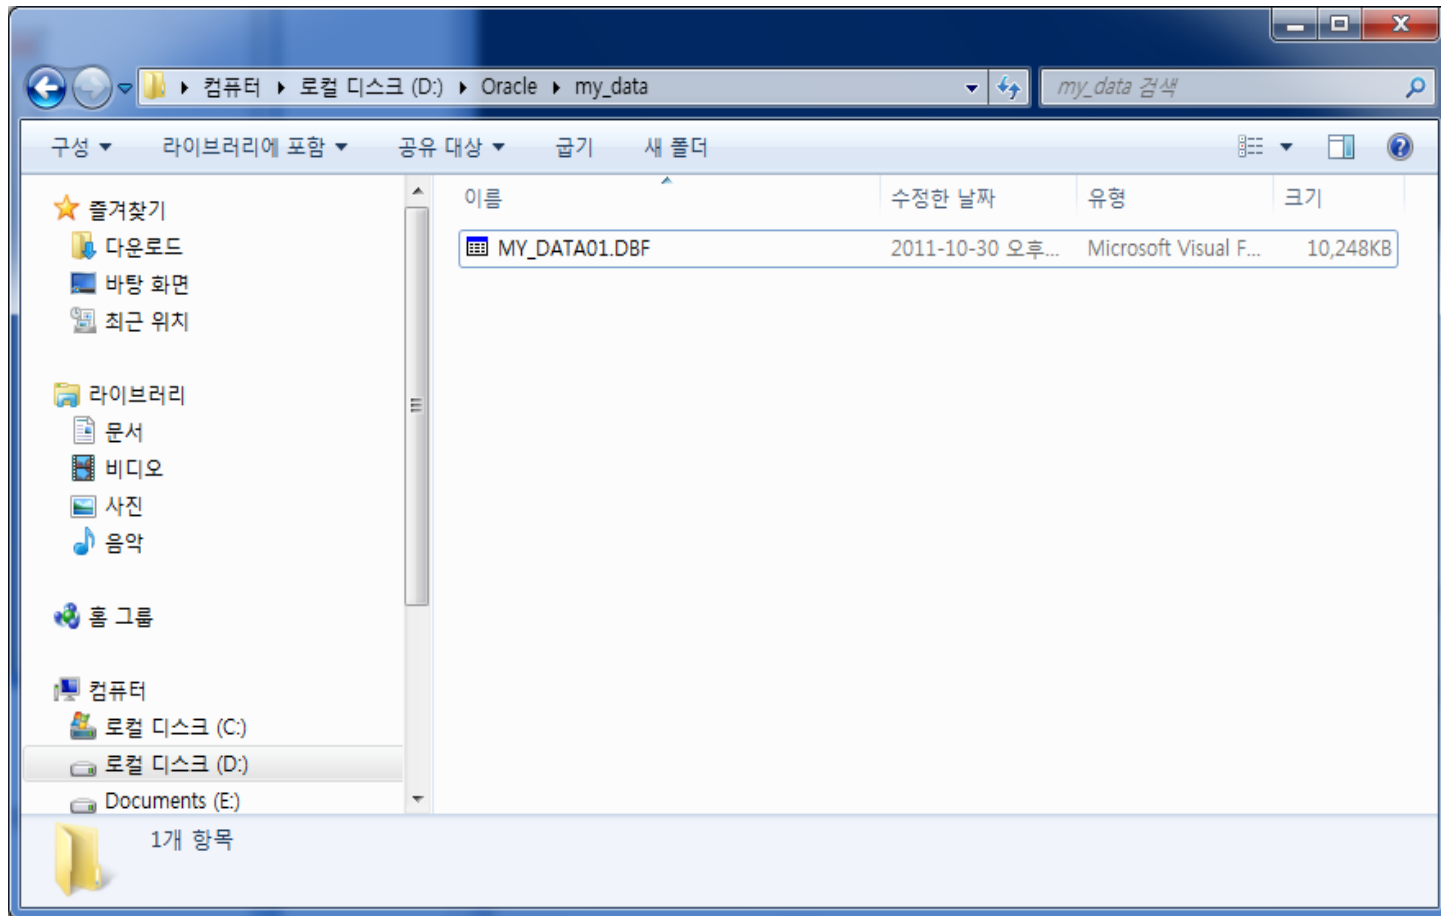 컴퓨터 로컬 디스크 (D:) Oracle my_data
my_data 검색
구성 라이브러리에 포함 공유 대상 굽기 새 폴더
즐겨찾기
다운로드
바탕 화면
최근 위치
라이브러리
문서
비디오
사진
음악
홈 그룹
컴퓨터
로컬 디스크 (C:)
로컬 디스크 (D:)
Documents (E:)
이름 수정한 날짜 유형 크기
MY_DATA01.DBF 2011-10-30 오후... Microsoft Visual F... 10,248KB
1개 항목